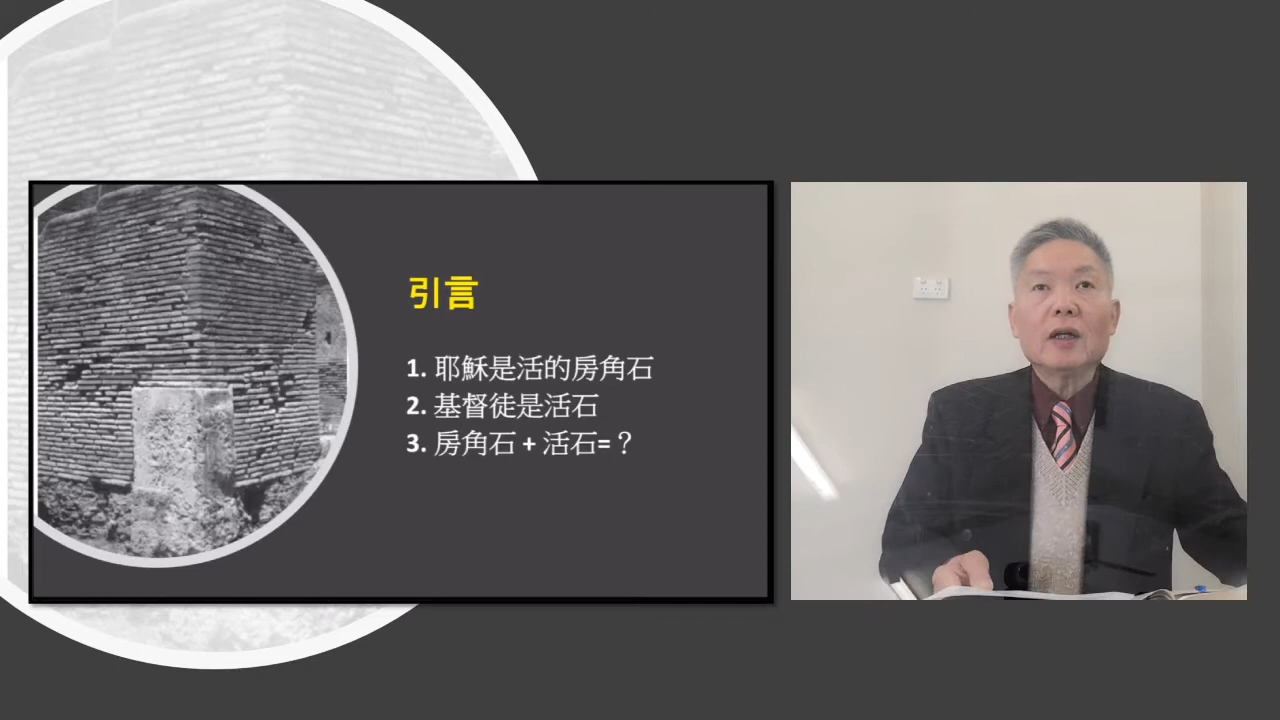 引言
1. 耶穌是活的房角石
2. 基督徒是活石
3. 房角石 + 活石= ?